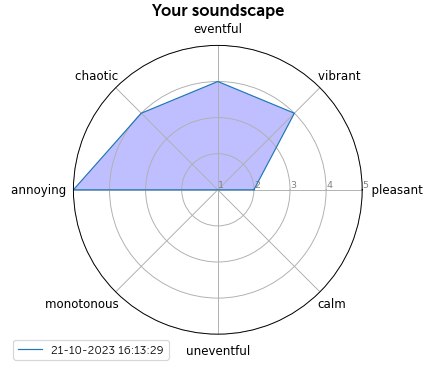 Your soundscape
eventful
chaotic
vibrant
annoying
1 2 3 4 5
pleasant
monotonous
calm
uneventful
21-10-2023 16:13:29